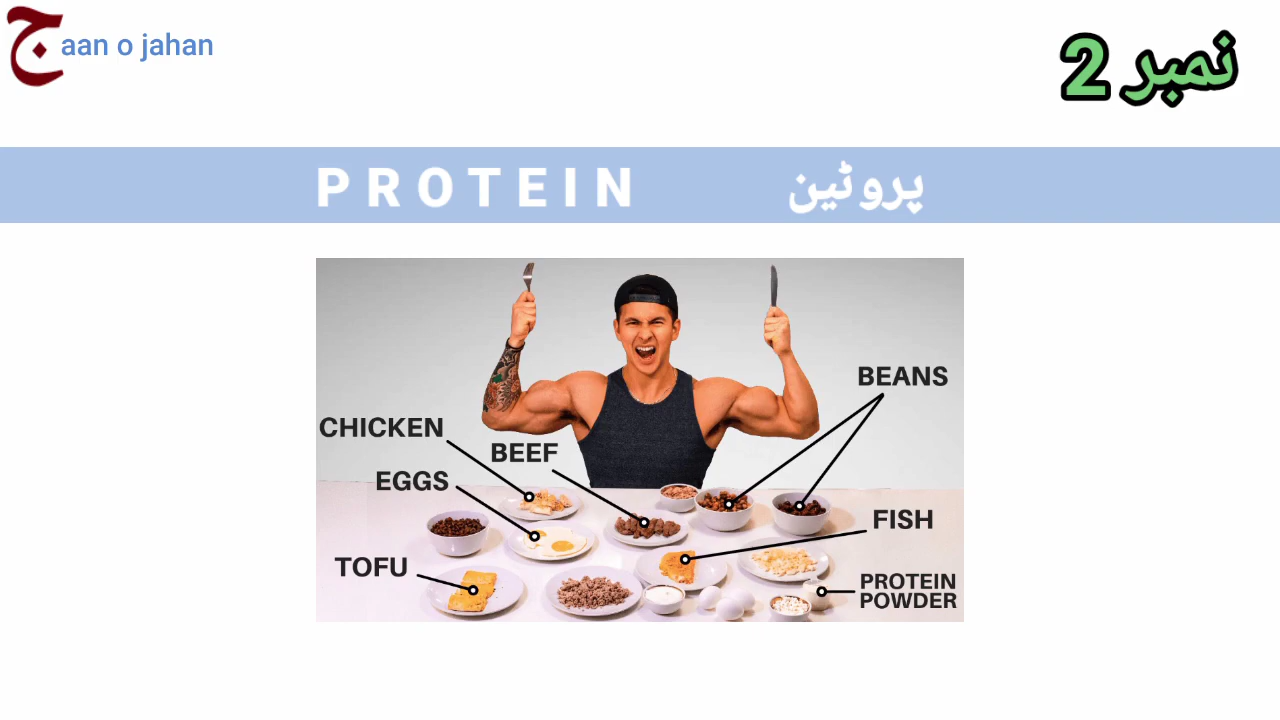 ج aan o jahan
نمبر 2
PROTEIN پروٹین
BEANS
CHICKEN
BEEF
EGGS
FISH
TOFU
PROTEIN
POWDER